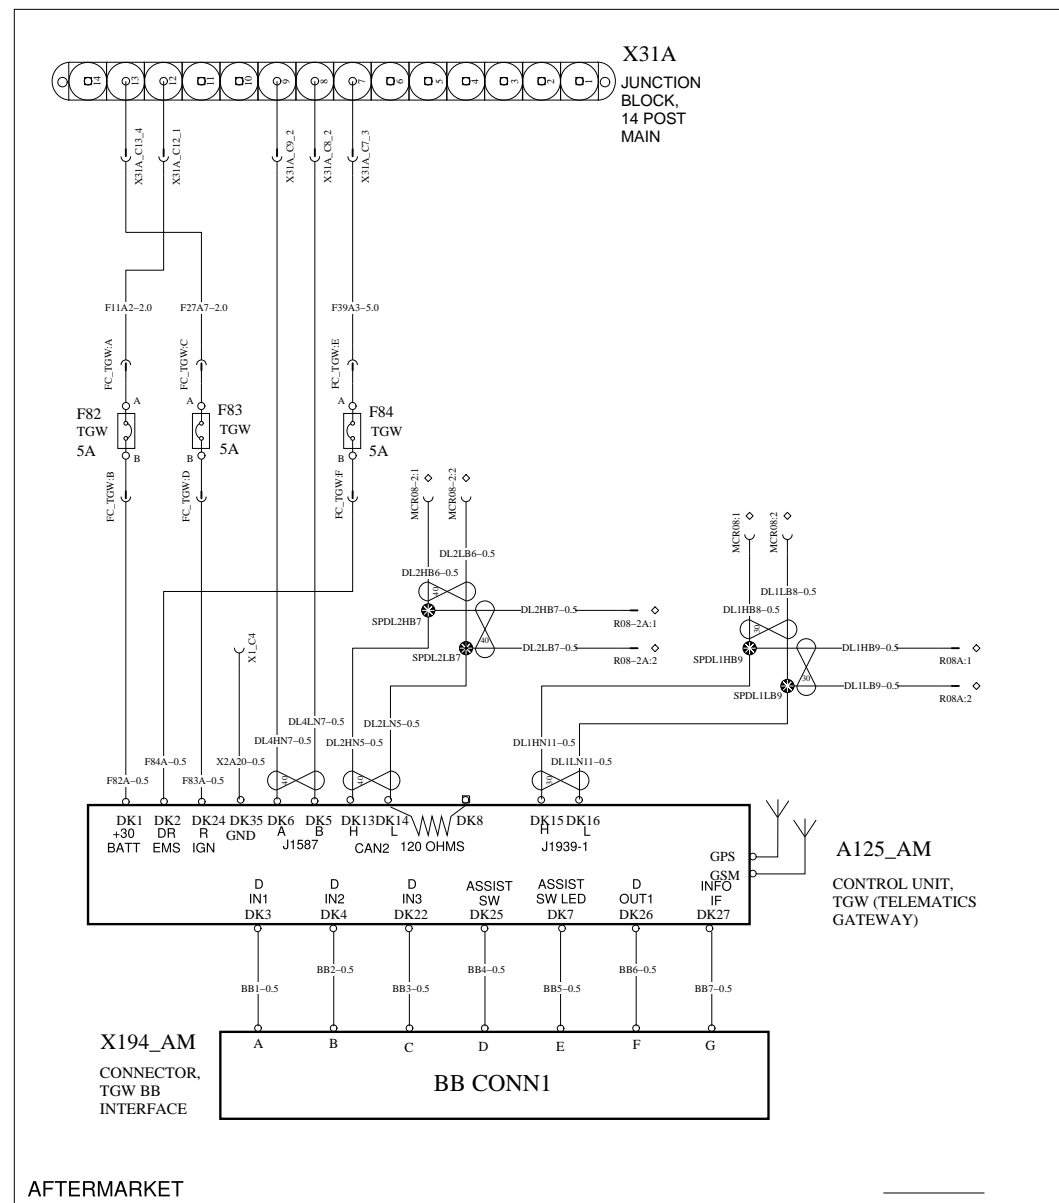 X31A
JUNCTION
BLOCK,
14 POST
MAIN
14 13 12 11 10 9 8 7 6 5 4 3 2 1
X31A_C13_4
X31A_C12_1
X31A_C9_2
X31A_C8_2
X31A_C7_3
F11A2–2.0
F27A7–2.0
F39A3–5.0
FC_TGW:A
FC_TGW:C
FC_TGW:E
A
A
A
F82
TGW
5A
F83
TGW
5A
F84
TGW
5A
B
B
B
FC_TGW:B
FC_TGW:D
FC_TGW:F
MCR08–2:1
MCR08–2:2
MCR08:1
MCR08:2
DL2LB6–0.5
DL2HB6–0.5
40
DL1LB8–0.5
DL1HB8–0.5
30
SPDL2HB7
DL2HB7–0.5
R08–2A:1
40
SPDL2LB7
DL2LB7–0.5
R08–2A:2
SPDL1HB9
DL1HB9–0.5
R08A:1
30
SPDL1LB9
DL1LB9–0.5
R08A:2
X1_C4
DL4LN7–0.5
DL2LN5–0.5
DL4HN7–0.5
DL2HN5–0.5
DL1HN11–0.5
DL1LN11–0.5
F82A–0.5
F84A–0.5
F83A–0.5
X2A20–0.5
40
40
30
DK1 DK2 DK24 DK35 DK6 DK5 DK13 DK14 DK8 DK15 DK16
+30 DR R GND A B H L H L
BATT EMS IGN J1587 CAN2 120 OHMS J1939-1
GPS
GSM
A125_AM
CONTROL UNIT,
TGW (TELEMATICS
GATEWAY)
D D D ASSIST ASSIST D INFO
IN1 IN2 IN3 SW SW LED OUT1 IF
DK3 DK4 DK22 DK25 DK7 DK26 DK27
BB1–0.5
BB2–0.5
BB3–0.5
BB4–0.5
BB5–0.5
BB6–0.5
BB7–0.5
X194_AM
CONNECTOR,
TGW BB
INTERFACE
A B C D E F G
BB CONN1
AFTERMARKET